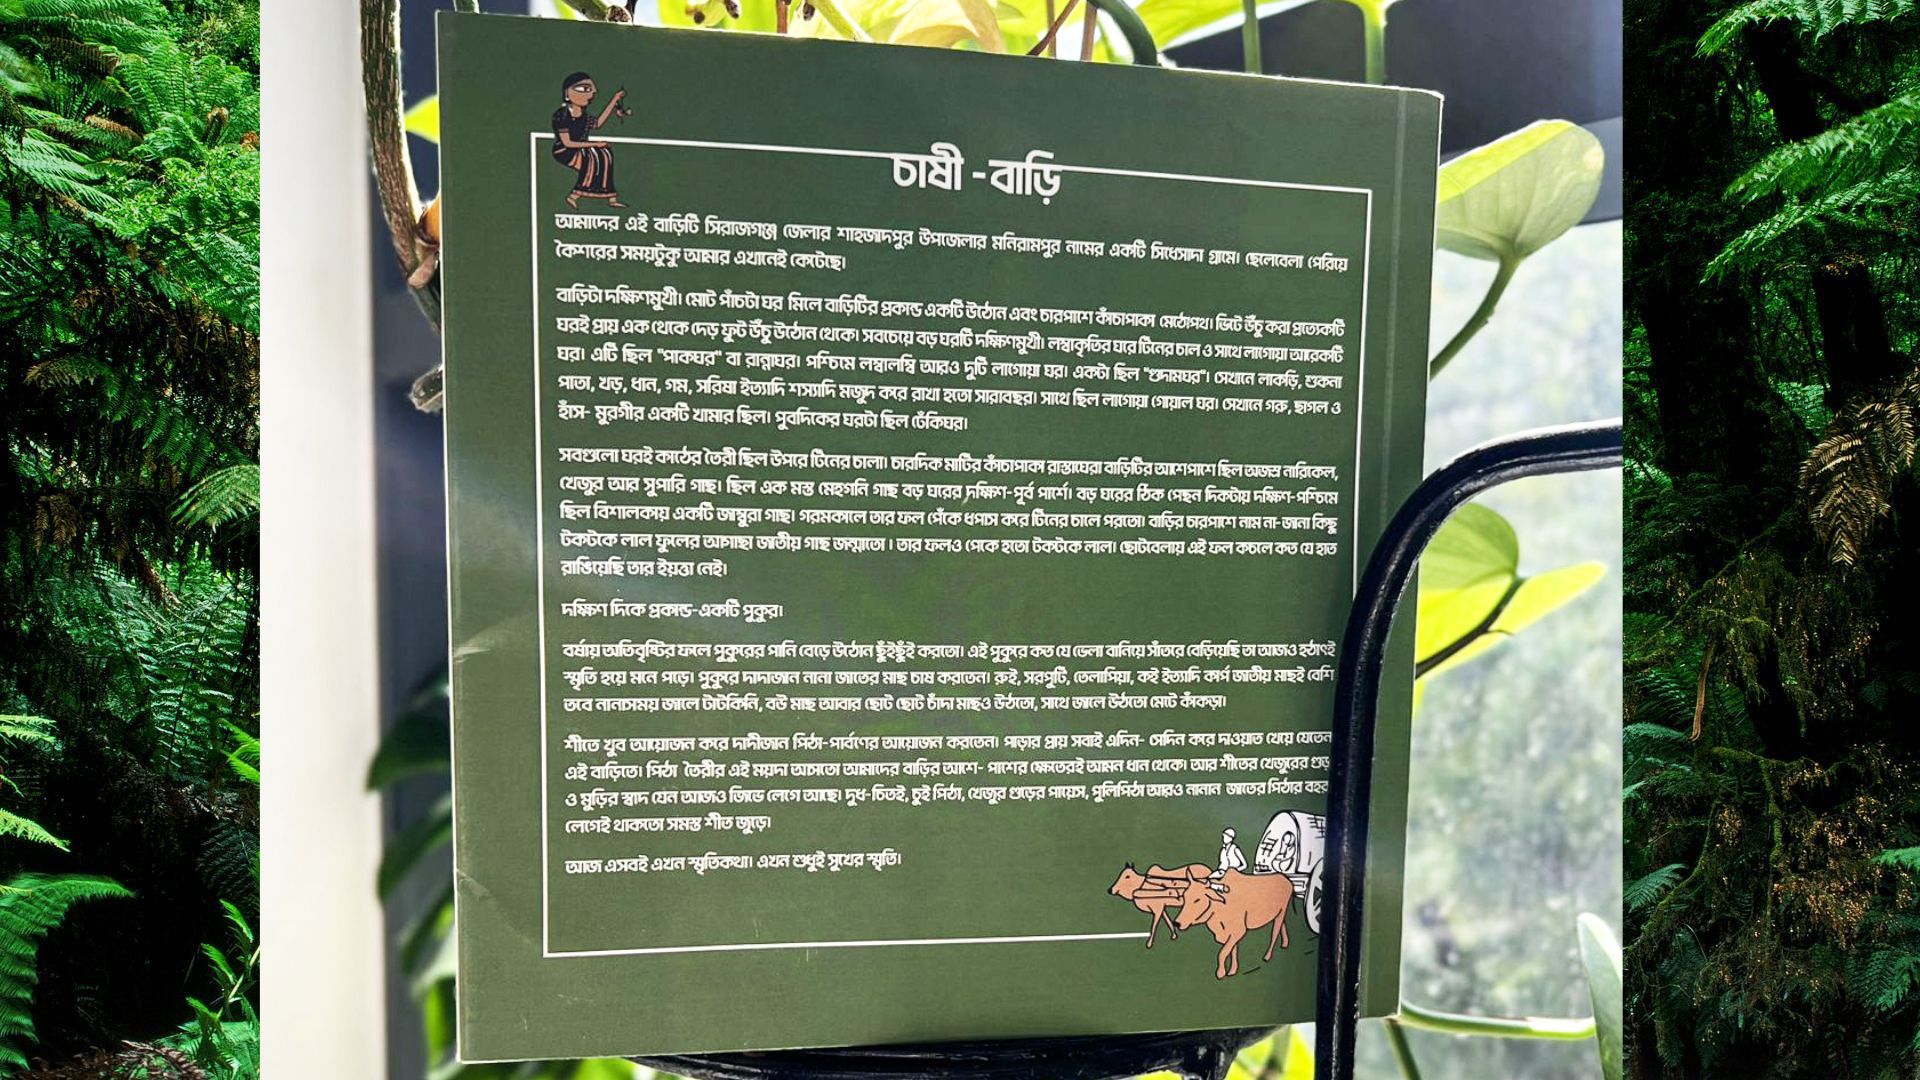 চাষী -বাড়ি
আমাদের এই বাড়িটি সিরাজগঞ্জ জেলার শাহজাদপুর উপজেলার মনিরামপুর নামের একটি সিধেসাদা গ্রামে। ছেলেবেলা পেরিয়ে
কৈশরের সময়টুকু আমার এখানেই কেটেছে।
বাড়িটা দক্ষিণমুখী। মোট পাঁচটা ঘর মিলে বাড়িটির প্রকান্ড একটি উঠোন এবং চারপাশে কাঁচাপাকা মেঠোপথ। ভিটে উঁচু করা প্রত্যেকটি
ঘরই প্রায় এক থেকে দেড় ফুট উঁচু উঠোন থেকে। সবচেয়ে বড় ঘরটি দক্ষিণমুখী। লম্বাকৃতির ঘরে টিনের চাল ও সাথে লাগোয়া আরেকটি
ঘর। এটি ছিল "পাকঘর" বা রান্নাঘর। পশ্চিমে লম্বালম্বি আরও দুটি লাগোয়া ঘর। একটা ছিল "গুদামঘর"। সেখানে লাকড়ি, শুকনা
পাতা, খড়, ধান, গম, সরিষা ইত্যাদি শস্যাদি মজুদ করে রাখা হতো সারাবছর। সাথে ছিল লাগোয়া গোয়াল ঘর। সেখানে গরু, ছাগল ও
হাঁস- মুরগীর একটি খামার ছিল। পুবদিকের ঘরটা ছিল ঢেঁকিঘর।
সবগুলো ঘরই কাঠের তৈরী ছিল উপরে টিনের চালা। চারদিক মাটির কাঁচাপাকা রাস্তাঘেরা বাড়িটির আশেপাশে ছিল অজস্র নারিকেল,
খেজুর আর সুপারি গাছ। ছিল এক মস্ত মেহগনি গাছ বড় ঘরের দক্ষিণ-পূর্ব পার্শে। বড় ঘরের ঠিক পেছন দিকটায় দক্ষিণ-পশ্চিমে
ছিল বিশালকায় একটি জাম্বুরা গাছ। গরমকালে তার ফল পেঁকে ধপাস করে টিনের চালে পরতো। বাড়ির চারপাশে নাম না- জানা কিছু
টকটকে লাল ফুলের আগাছা জাতীয় গাছ জন্মাতো । তার ফলও পেকে হতো টকটকে লাল। ছোটবেলায় এই ফল কচলে কত যে হাত
রাঙিয়েছি তার ইয়ত্তা নেই।
দক্ষিণ দিকে প্রকান্ড-একটি পুকুর।
বর্ষায় অতিবৃষ্টির ফলে পুকুরের পানি বেড়ে উঠোন ছুঁইছুঁই করতো। এই পুকুরে কত যে ভেলা বানিয়ে সাঁতরে বেড়িয়েছি তা আজও হঠাৎই
স্মৃতি হয়ে মনে পড়ে। পুকুরে দাদাজান নানা জাতের মাছ চাষ করতেন। রুই, সরপুটি, তেলাপিয়া, কই ইত্যাদি কার্প জাতীয় মাছই বেশি
তবে নানাসময় জালে টাটকিনি, বউ মাছ আবার ছোট ছোট চাঁদা মাছও উঠতো, সাথে জালে উঠতো মেটে কাঁকড়া।
শীতে খুব আয়োজন করে দাদীজান পিঠা-পার্বণের আয়োজন করতেন। পাড়ার প্রায় সবাই এদিন- সেদিন করে দাওয়াত খেয়ে যেতেন
এই বাড়িতে। পিঠা তৈরীর এই ময়দা আসতো আমাদের বাড়ির আশে- পাশের ক্ষেতেরই আমন ধান থেকে। আর শীতের খেজুরের গুড়
ও মুড়ির স্বাদ যেন আজও জিভে লেগে আছে। দুধ-চিতই, চুই পিঠা, খেজুর গুড়ের পায়েস, পুলিপিঠা আরও নানান জাতের পিঠার বহর
লেগেই থাকতো সমস্ত শীত জুড়ে।
আজ এসবই এখন স্মৃতিকথা। এখন শুধুই সুখের স্মৃতি।